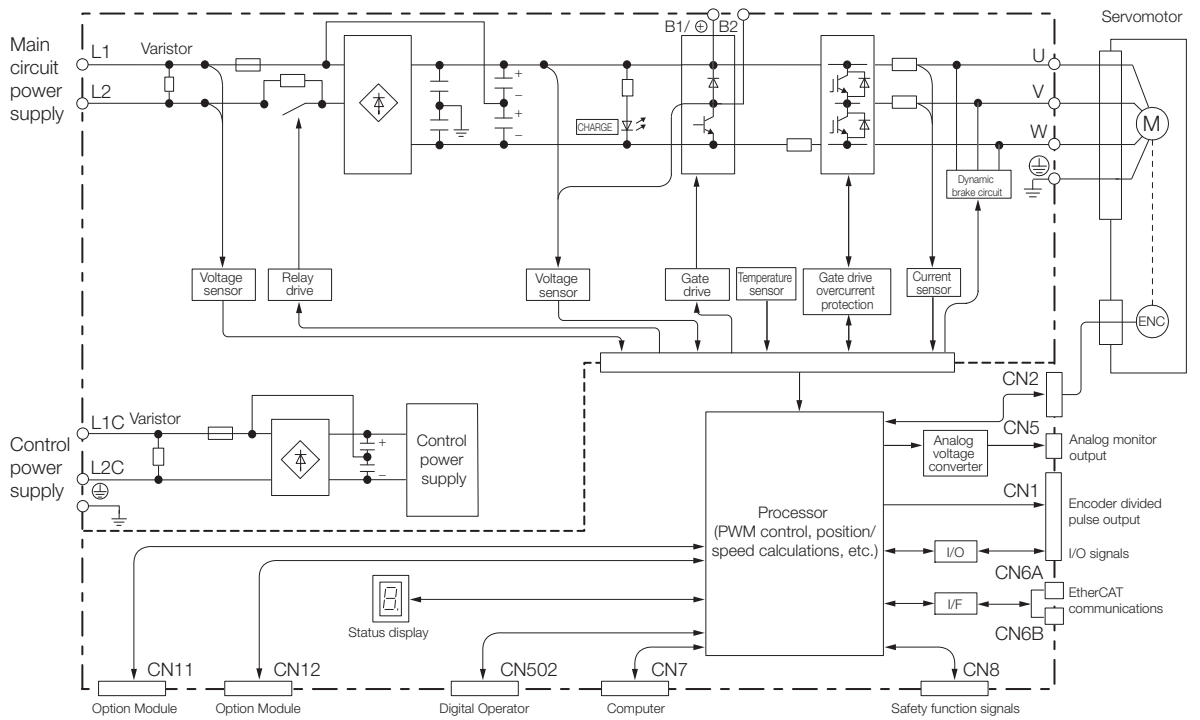 B1/ ⊕ B2
Servomotor
Main
circuit
power
supply
L1
Varistor
L2
+
−
+
−
CHARGE
U
V
W
M
Dynamic
brake circuit
Voltage
sensor
Relay
drive
Voltage
sensor
Gate
drive
Temperature
sensor
Gate drive
overcurrent
protection
Current
sensor
ENC
CN2
Control
power
supply
L1C
Varistor
L2C
+
−
Control
power
supply
Processor
(PWM control, position/
speed calculations, etc.)
Analog
voltage
converter
CN5
Analog monitor
output
CN1
Encoder divided
pulse output
I/O
I/O signals
CN6A
I/F
EtherCAT
communications
CN6B
8.
Status display
CN11
CN12
CN502
CN7
CN8
Option Module
Option Module
Digital Operator
Computer
Safety function signals